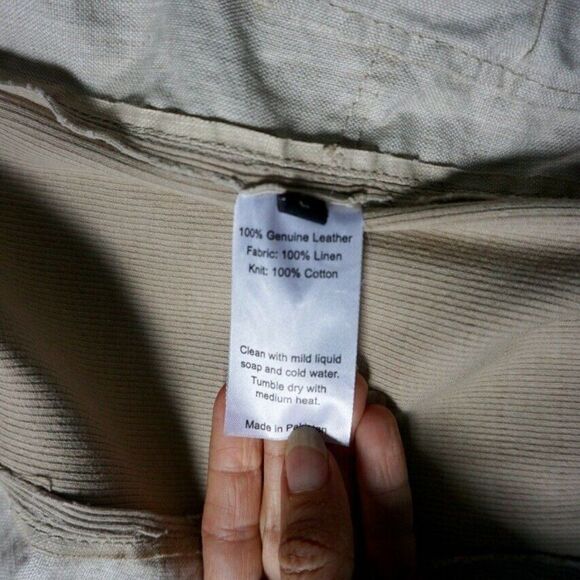 L
100% Genuine Leather
Fabric: 100% Linen
Knit: 100% Cotton
Clean with mild liquid
soap and cold water.
Tumble dry with
medium heat.
Made in Pakistan